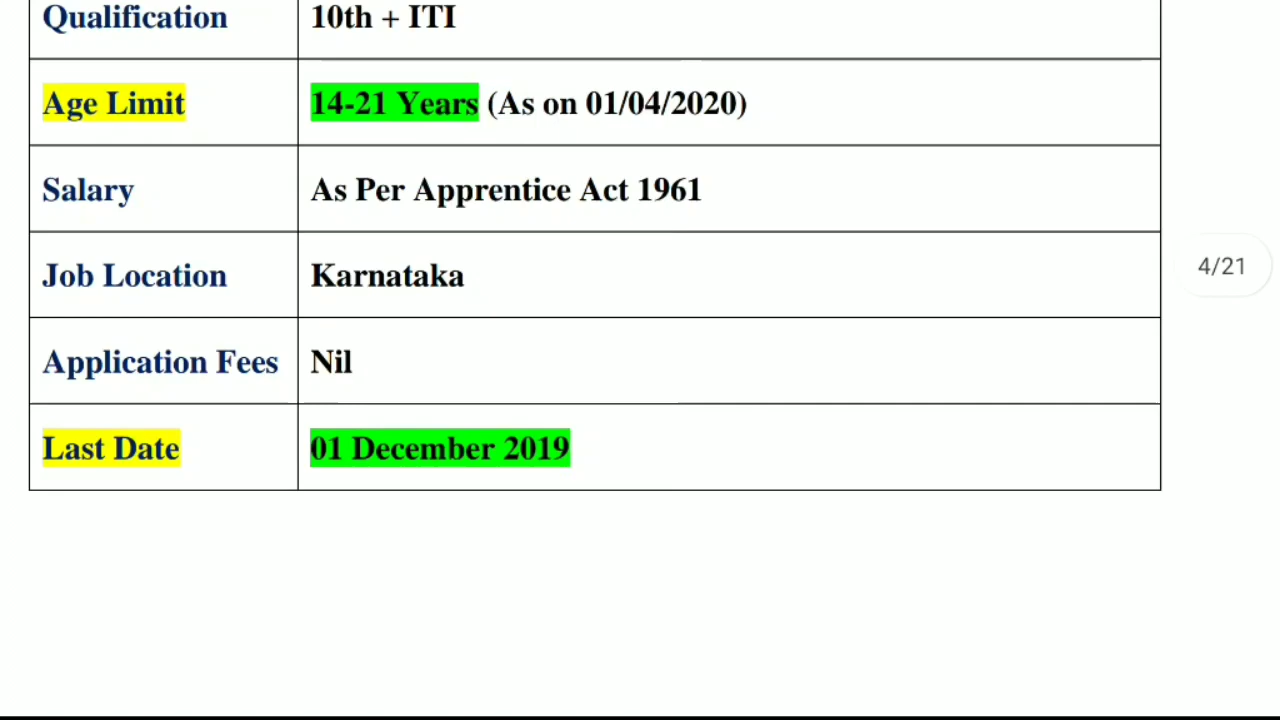 Qualification 10th + ITI
Age Limit 14-21 Years (As on 01/04/2020)
Salary As Per Apprentice Act 1961
Job Location Karnataka
4/21
Application Fees Nil
Last Date 01 December 2019